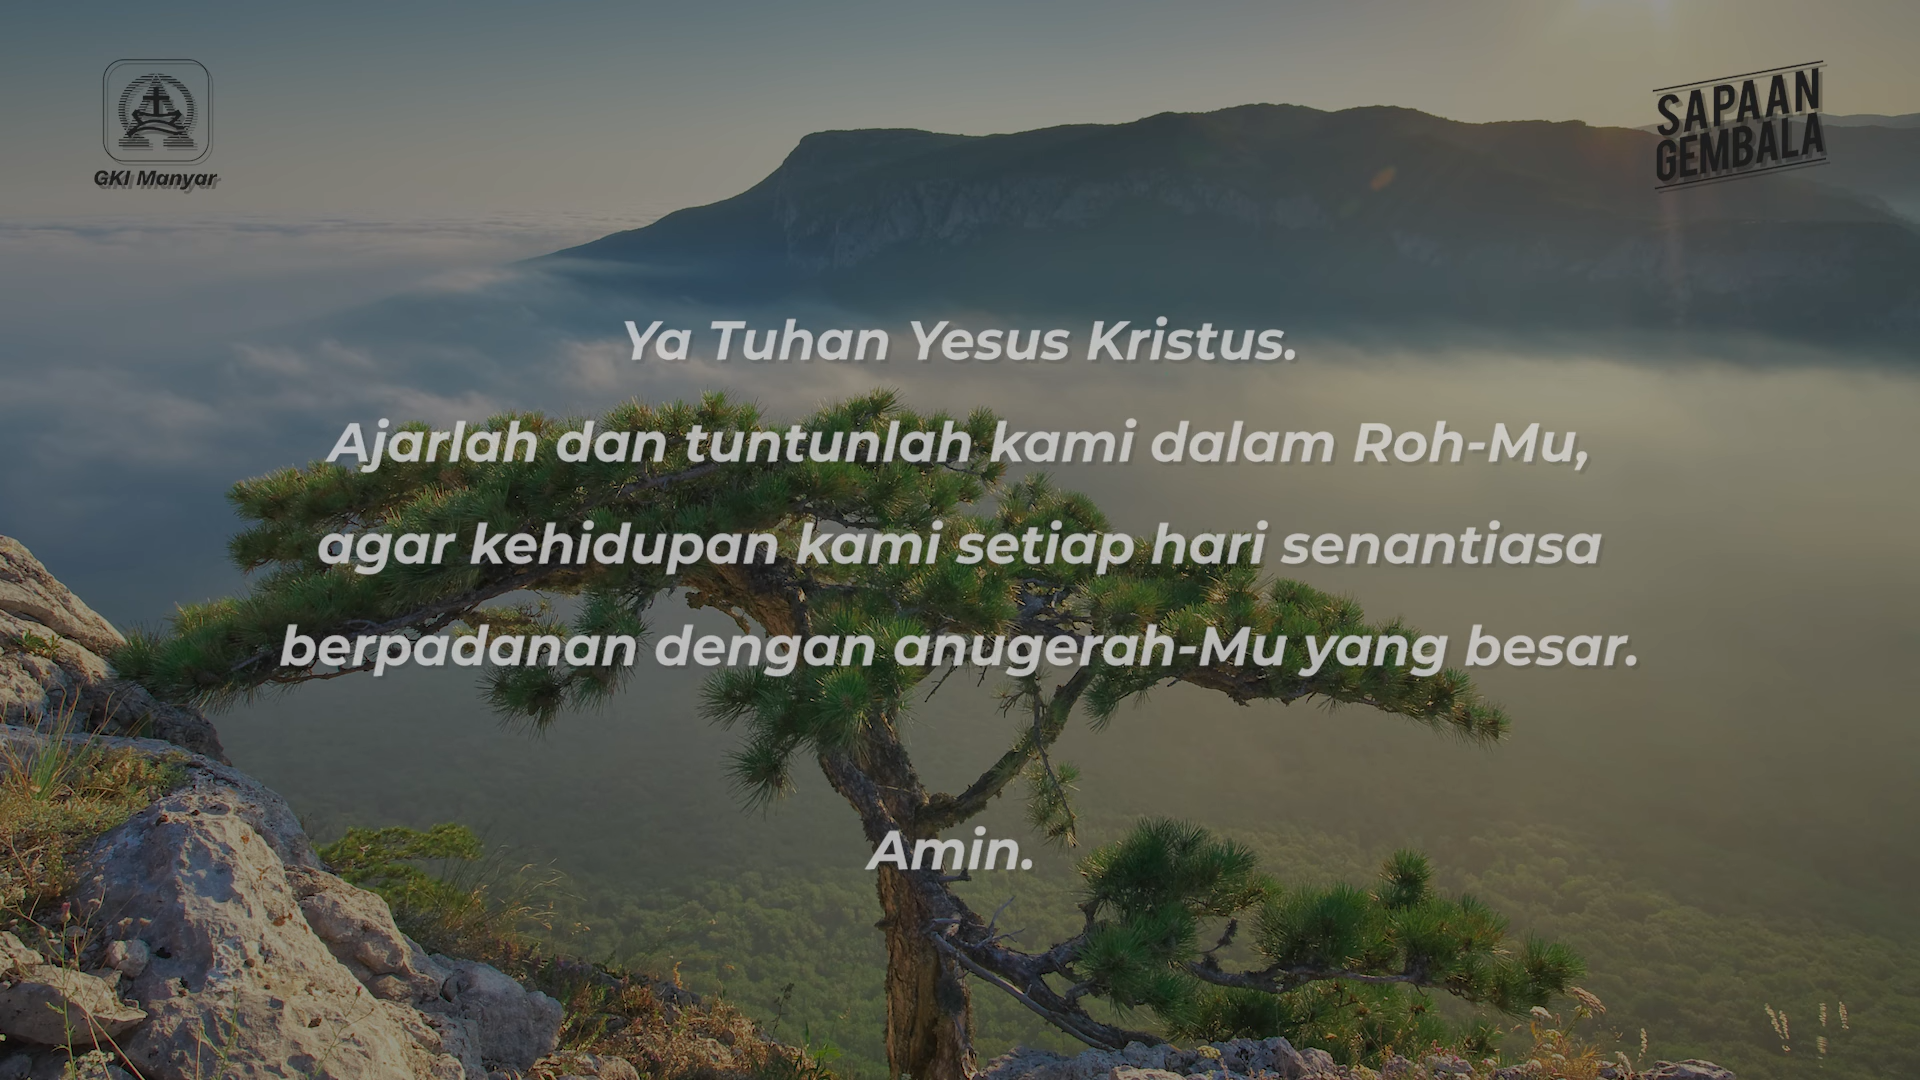 GKI Manyar
SAPAAN
GEMBALA
Ya Tuhan Yesus Kristus.
Ajarlah dan tuntunlah kami dalam Roh-Mu,
agar kehidupan kami setiap hari senantiasa
berpadanan dengan anugerah-Mu yang besar.
Amin.